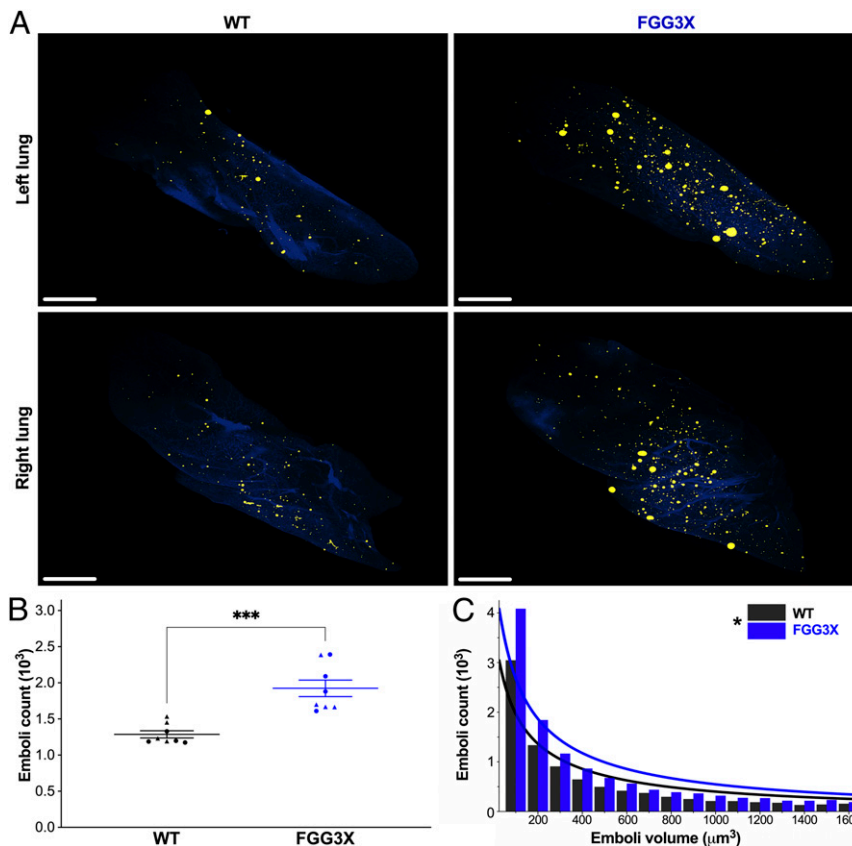 A
WT
FGG3X
Left lung
Right lung
B
3.0
2.5
2.0
1.5
1.0
0.5
0.0
Emboli count (10³)
***
WT
FGG3X
C
4
3
2
1
0
Emboli count (10³)
*
WT
FGG3X
200
400
600
800
1000
1200
1400
Emboli volume (μm³)